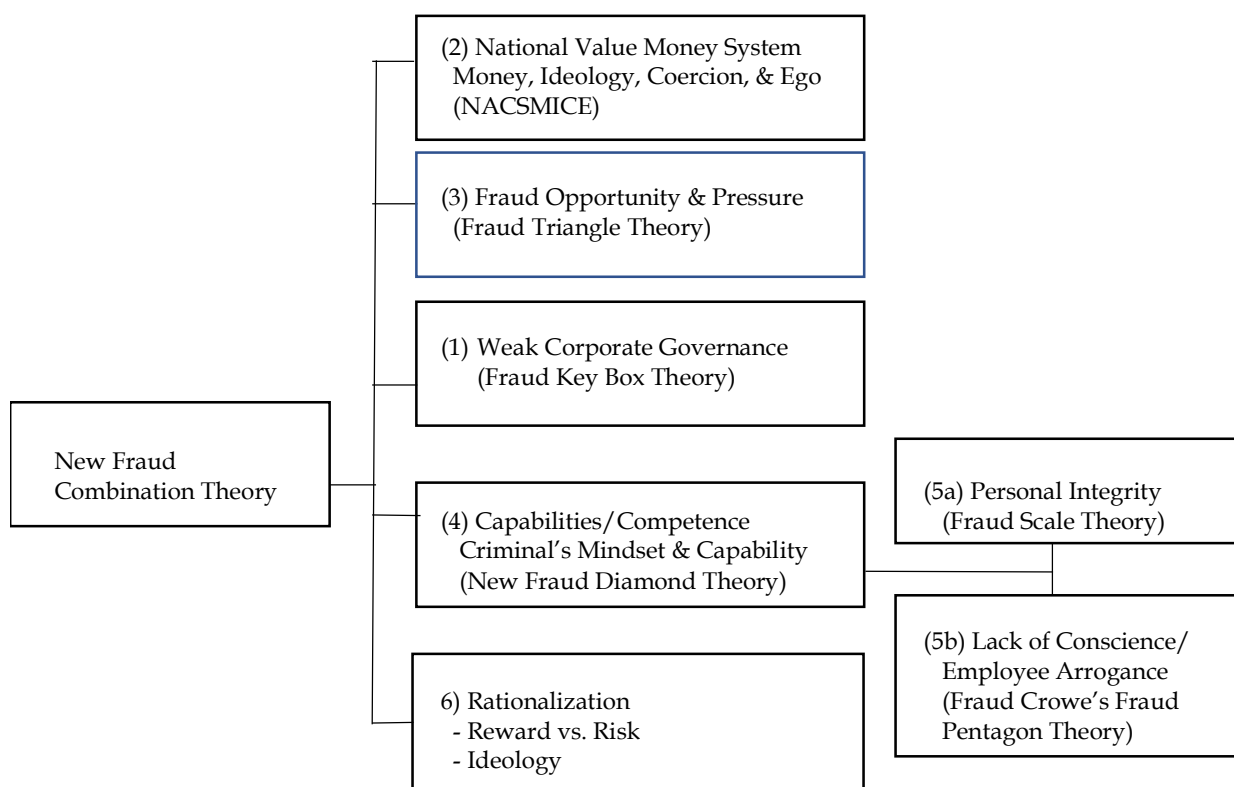 (2) National Value Money System
Money, Ideology, Coercion, & Ego
(NACSMICE)
(3) Fraud Opportunity & Pressure
(Fraud Triangle Theory)
(1) Weak Corporate Governance
(Fraud Key Box Theory)
New Fraud
Combination Theory
(4) Capabilities/Competence
Criminal’s Mindset & Capability
(New Fraud Diamond Theory)
(5a) Personal Integrity
(Fraud Scale Theory)
(5b) Lack of Conscience/
Employee Arrogance
(Fraud Crowe’s Fraud
Pentagon Theory)
6) Rationalization
- Reward vs. Risk
- Ideology